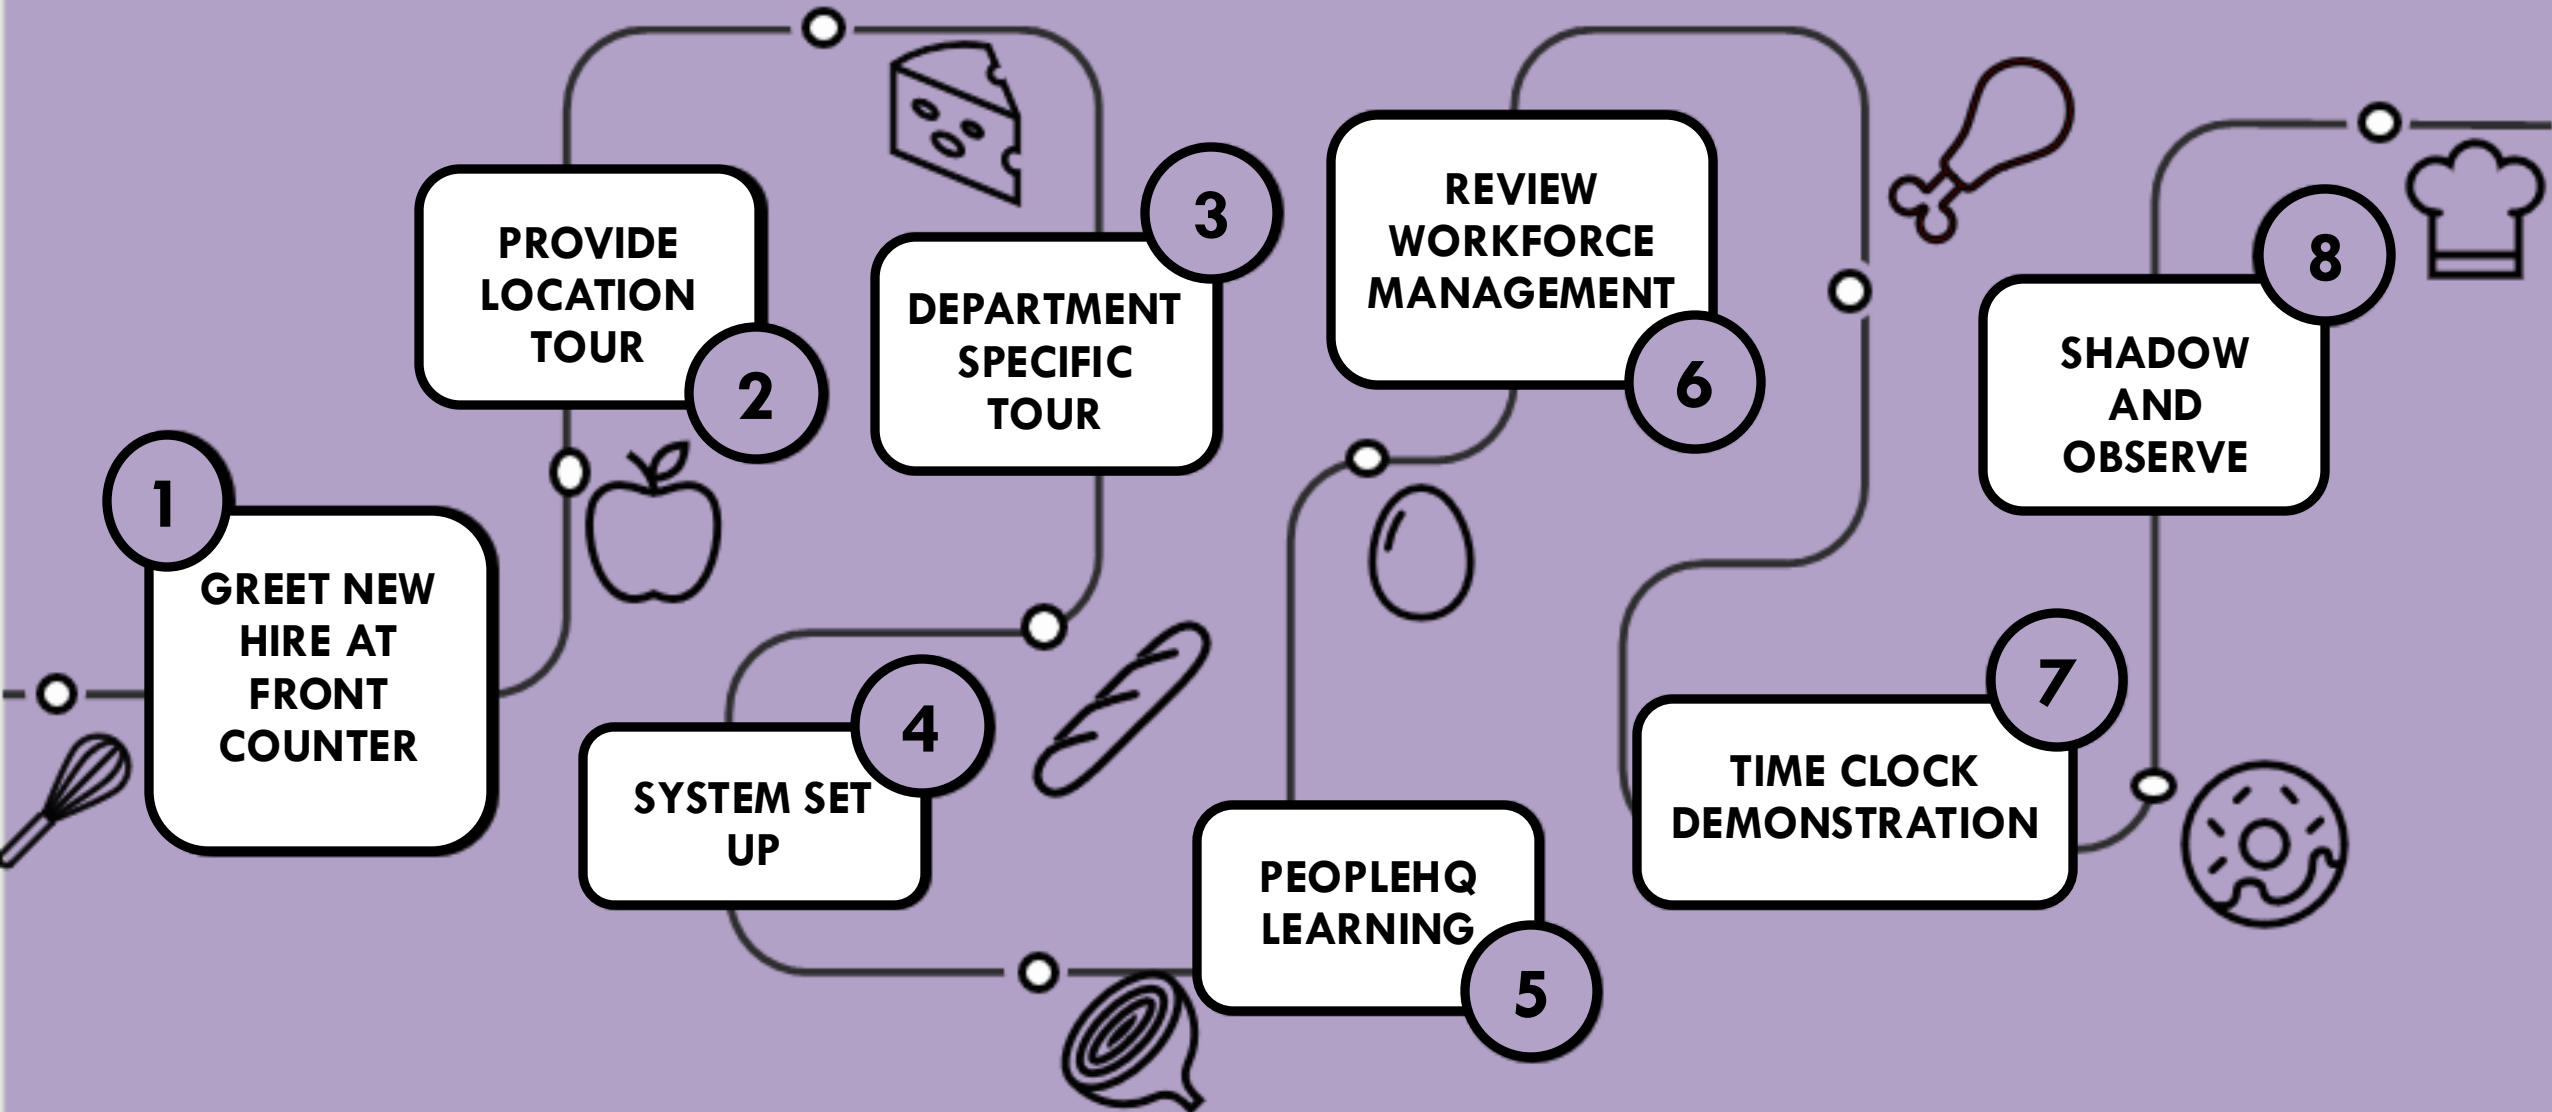 1
GREET NEW
HIRE AT
FRONT
COUNTER
PROVIDE
LOCATION
TOUR
2
3
DEPARTMENT
SPECIFIC
TOUR
4
SYSTEM SET
UP
PEOPLEHQ
LEARNING
5
REVIEW
WORKFORCE
MANAGEMENT
6
7
TIME CLOCK
DEMONSTRATION
8
SHADOW
AND
OBSERVE